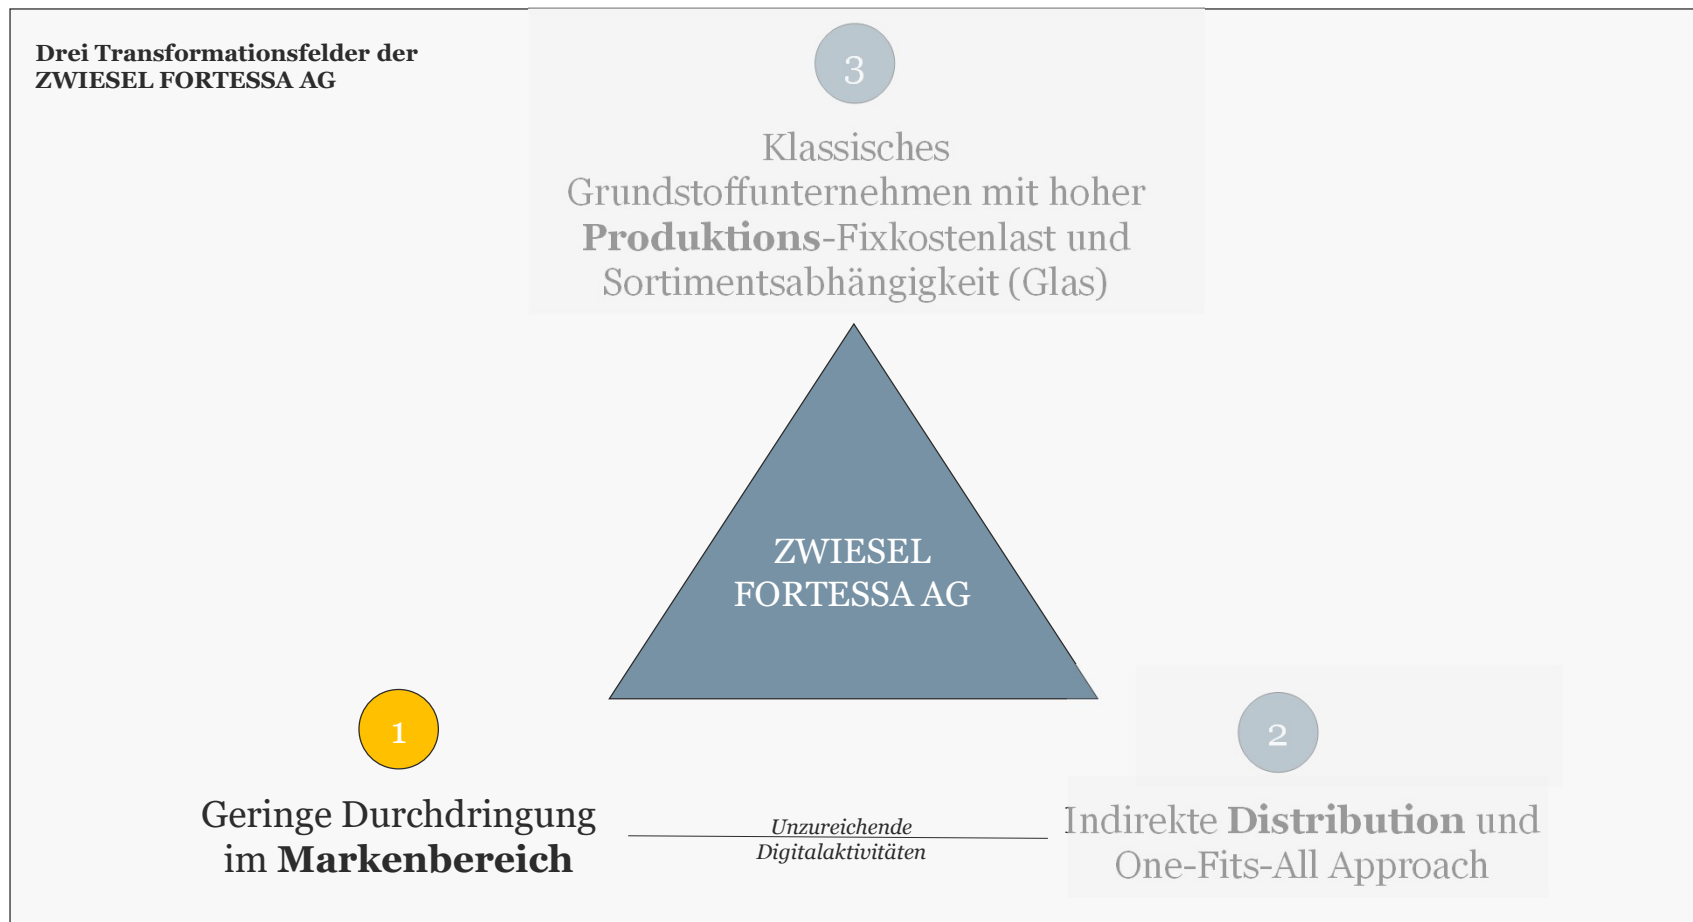 Drei Transformationsfelder der
ZWIESEL FORTESSA AG
3
Klassisches
Grundstoffunternehmen mit hoher
Produktions-Fixkostenlast und
Sortimentsabhängigkeit (Glas)
ZWIESEL
FORTESSA AG
1
Geringe Durchdringung
im Markenbereich
Unzureichende
Digitalaktivitäten
2
Indirekte Distribution und
One-Fits-All Approach